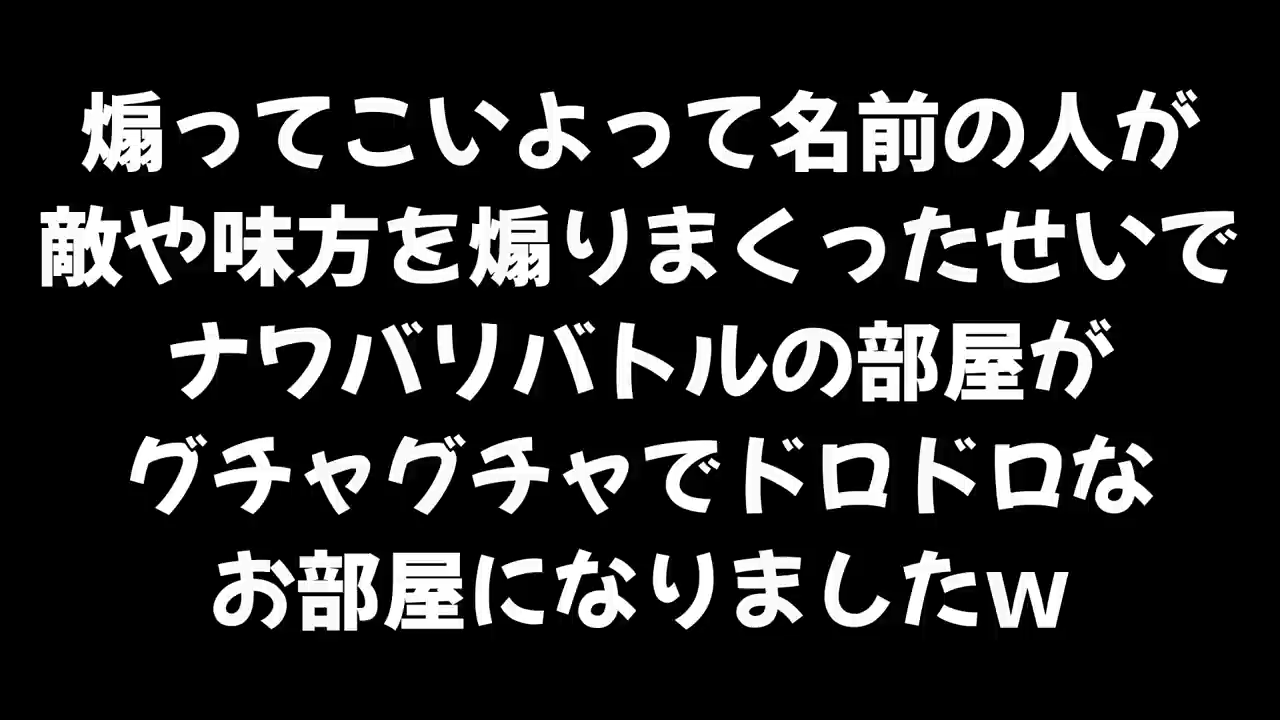 煽ってこいよって名前の人が
敵や味方を煽りまくったせいで
ナワバリバトルの部屋が
グチャグチャでドロドロな
お部屋になりましたw